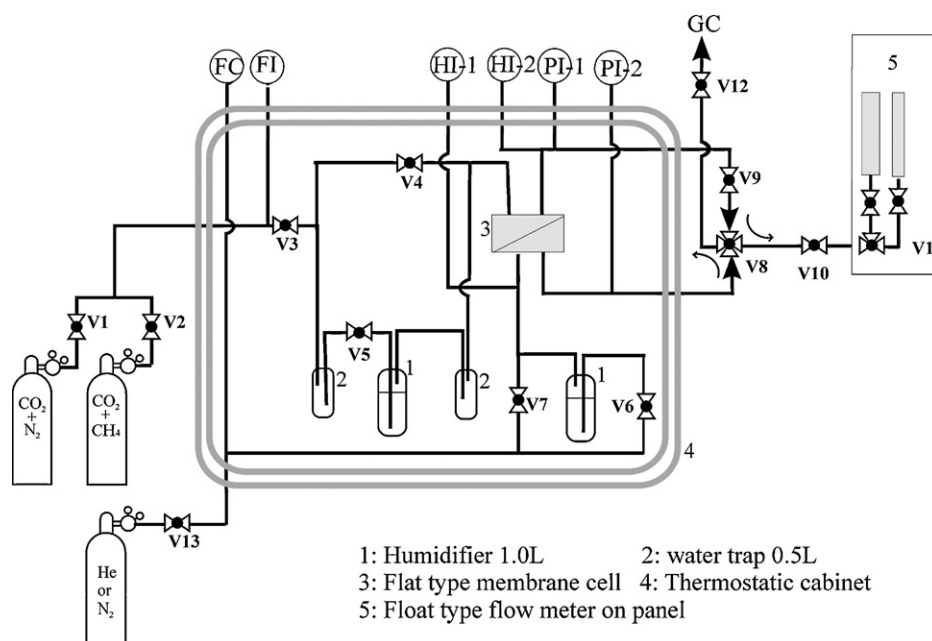 GC
FC
FI
HI-1
HI-2
PI-1
PI-2
5
V12
V4
V9
V3
3
V8
V10
V1
V1
V2
V5
2
1
2
1
V7
V6
CO2
+
N2
CO2
+
CH4
4
V13
He
or
N2
1: Humidifier 1.0L 2: water trap 0.5L
3: Flat type membrane cell 4: Thermostatic cabinet
5: Float type flow meter on panel